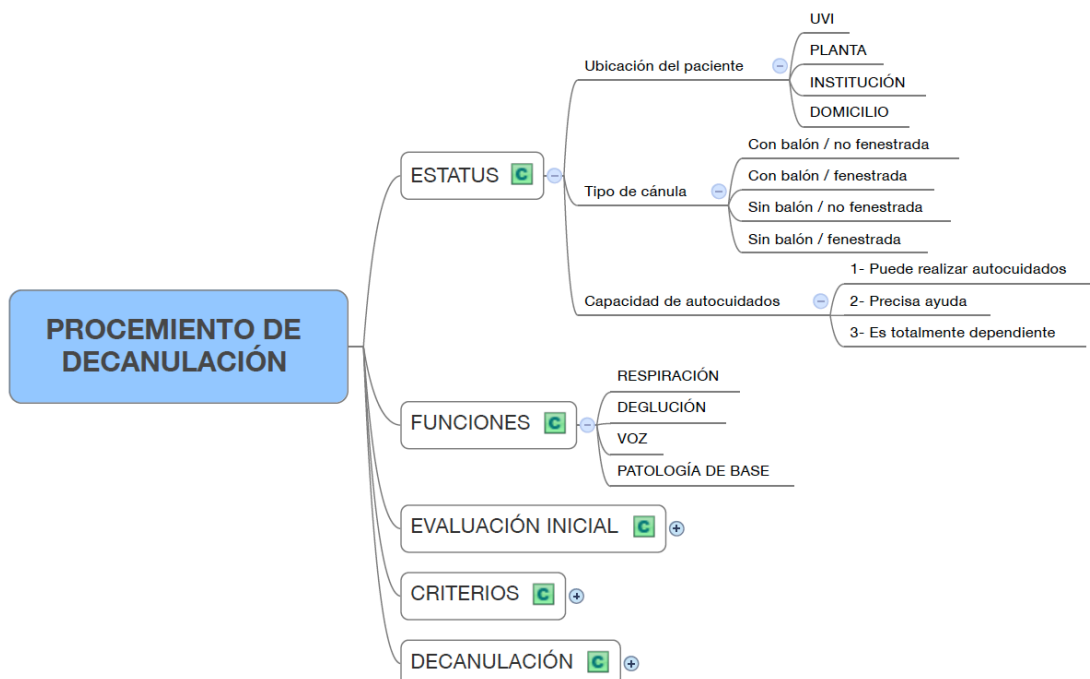 PROCEMIENTO DE
DECANULACIÓN
ESTATUS C
Ubicación del paciente
UVI
PLANTA
INSTITUCIÓN
DOMICILIO
Tipo de cánula
Con balón / no fenestrada
Con balón / fenestrada
Sin balón / no fenestrada
Sin balón / fenestrada
Capacidad de autocuidados
1- Puede realizar autocuidados
2- Precisa ayuda
3- Es totalmente dependiente
FUNCIONES C
RESPIRACIÓN
DEGLUCIÓN
VOZ
PATOLOGÍA DE BASE
EVALUACIÓN INICIAL C
CRITERIOS C
DECANULACIÓN C